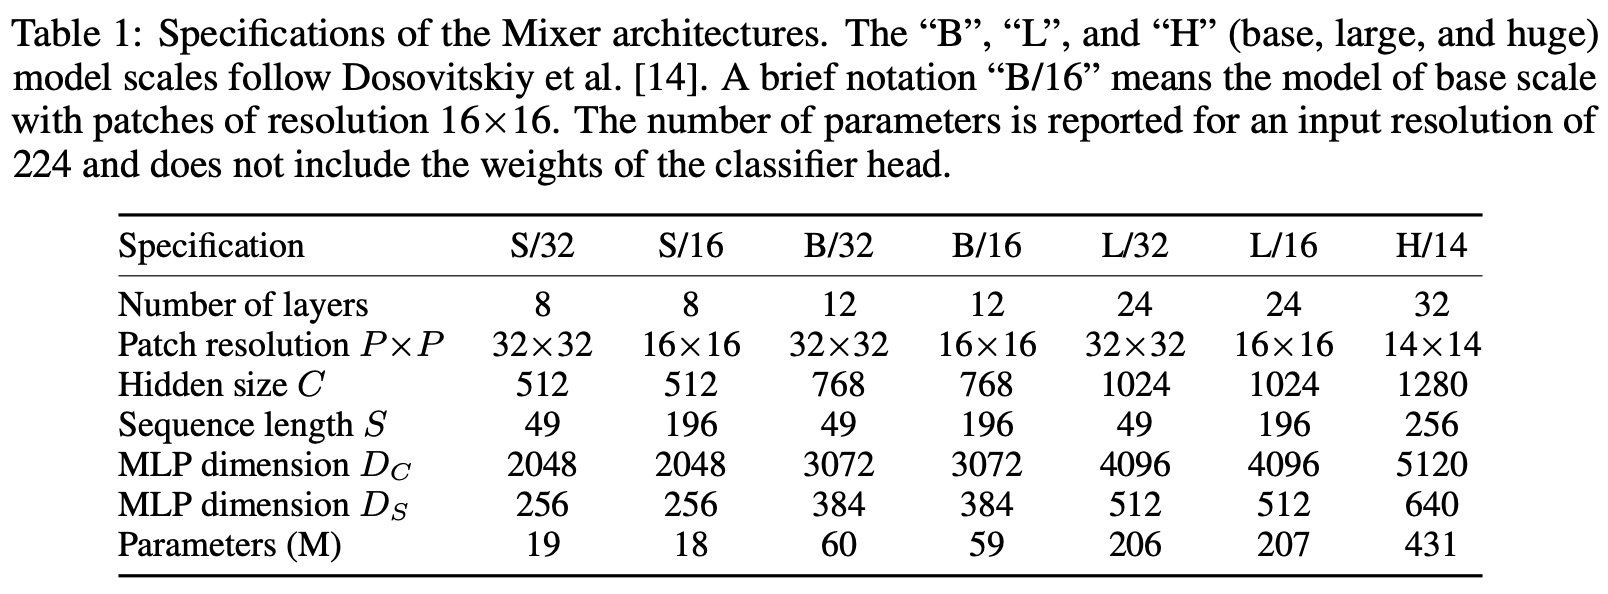 Table 1: Specifications of the Mixer architectures. The “B”, “L”, and “H” (base, large, and huge)
model scales follow Dosovitskiy et al. [14]. A brief notation “B/16” means the model of base scale
with patches of resolution 16×16. The number of parameters is reported for an input resolution of
224 and does not include the weights of the classifier head.
Specification S/32 S/16 B/32 B/16 L/32 L/16 H/14
Number of layers 8 8 12 12 24 24 32
Patch resolution P×P 32×32 16×16 32×32 16×16 32×32 16×16 14×14
Hidden size C 512 512 768 768 1024 1024 1280
Sequence length S 49 196 49 196 49 196 256
MLP dimension D_C 2048 2048 3072 3072 4096 4096 5120
MLP dimension D_S 256 256 384 384 512 512 640
Parameters (M) 19 18 60 59 206 207 431